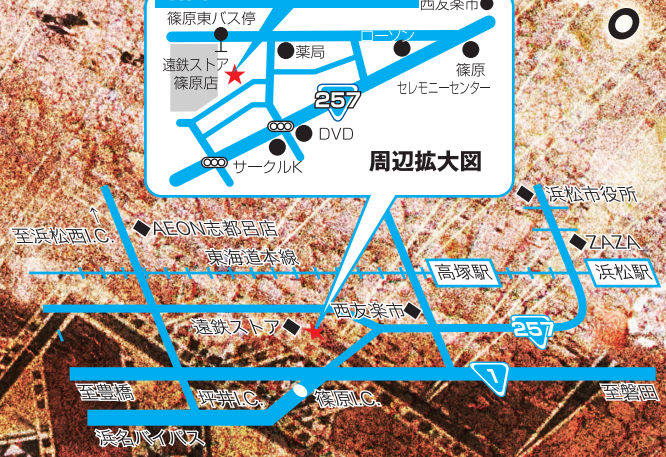 西友楽市
篠原東バス停
ローソン
薬局
遠鉄ストア
篠原店
篠原
セレモニーセンター
257
DVD
サークルK
周辺拡大図
浜松市役所
↑
至浜松西I.C.
AEON志都呂店
ZAZA
東海道本線
高塚駅
浜松駅
西友楽市
遠鉄ストア
257
1
至豊橋
坪井I.C.
篠原I.C.
至磐田
浜名バイパス